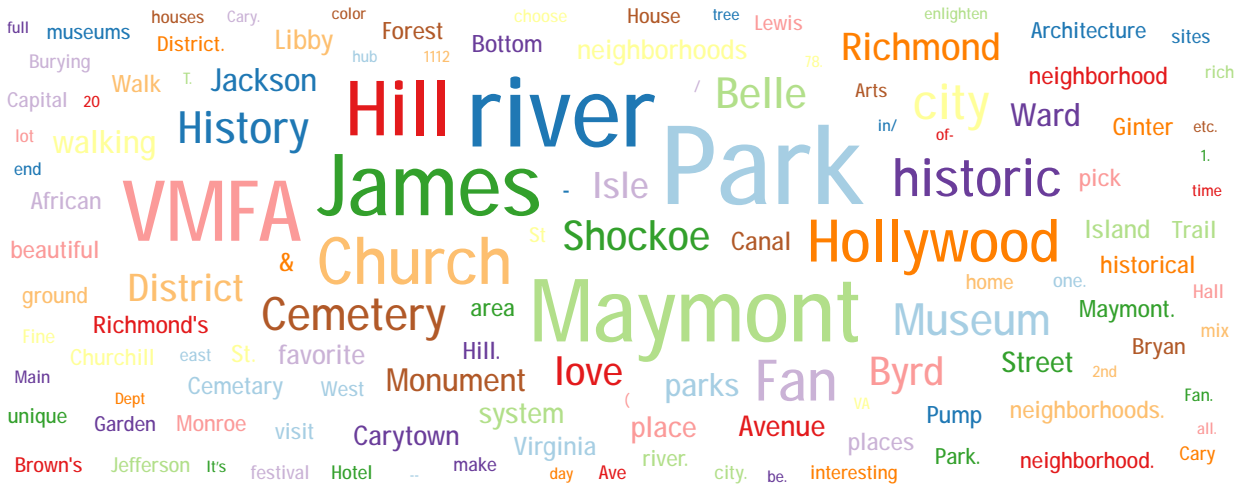 full museums houses Cary. color Forest choose House tree Lewis enlighten Architecture sites
District. Libby hub 1112 Bottom neighborhoods 7B Richmond
Burying Walk T. Jackson Hill river / Belle Arts city neighborhood rich
Capital 20 History in/ of- Ward Ginter etc.
lot walking James Park 1.
end VMFA - Isle historic pick time
African Church St Shockoe Canal Hollywood Island Trail
beautiful & historical
ground District Cemetery area Maymont home one. Hall
Richmond's Museum Maymont. mix
Fine Churchill east St. favorite Hill. Bryan
Main Cemetary West Monument love parks Fan Byrd Street 2nd
unique Dept Garden Monroe visit Carytown system Virginia ( place Avenue VA places Pump neighborhoods. Fan. all.
Brown's Jefferson It's festival Hotel -- make day Ave river. city. be. interesting Park. neighborhood. Cary